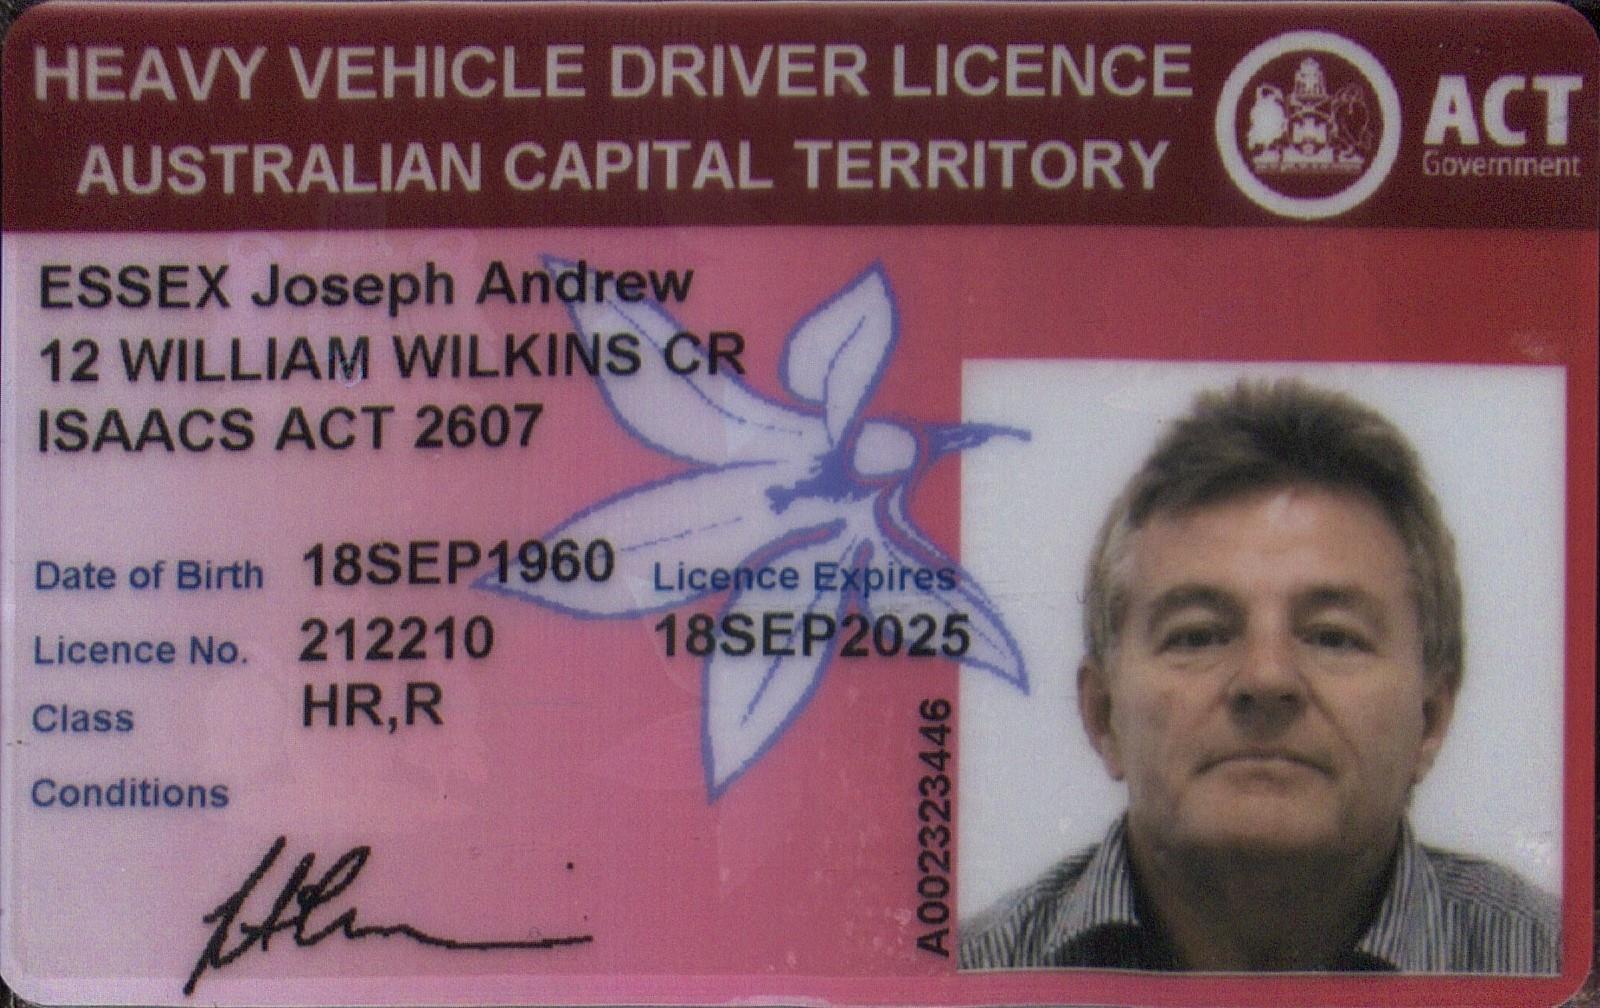 HEAVY VEHICLE DRIVER LICENCE
AUSTRALIAN CAPITAL TERRITORY
ACT
Government
ESSEX Joseph Andrew
12 WILLIAM WILKINS CR
ISAACS ACT 2607
Date of Birth 18SEP1960
Licence Expires
Licence No. 212210
18SEP2025
Class HR,R
Conditions
A002323446